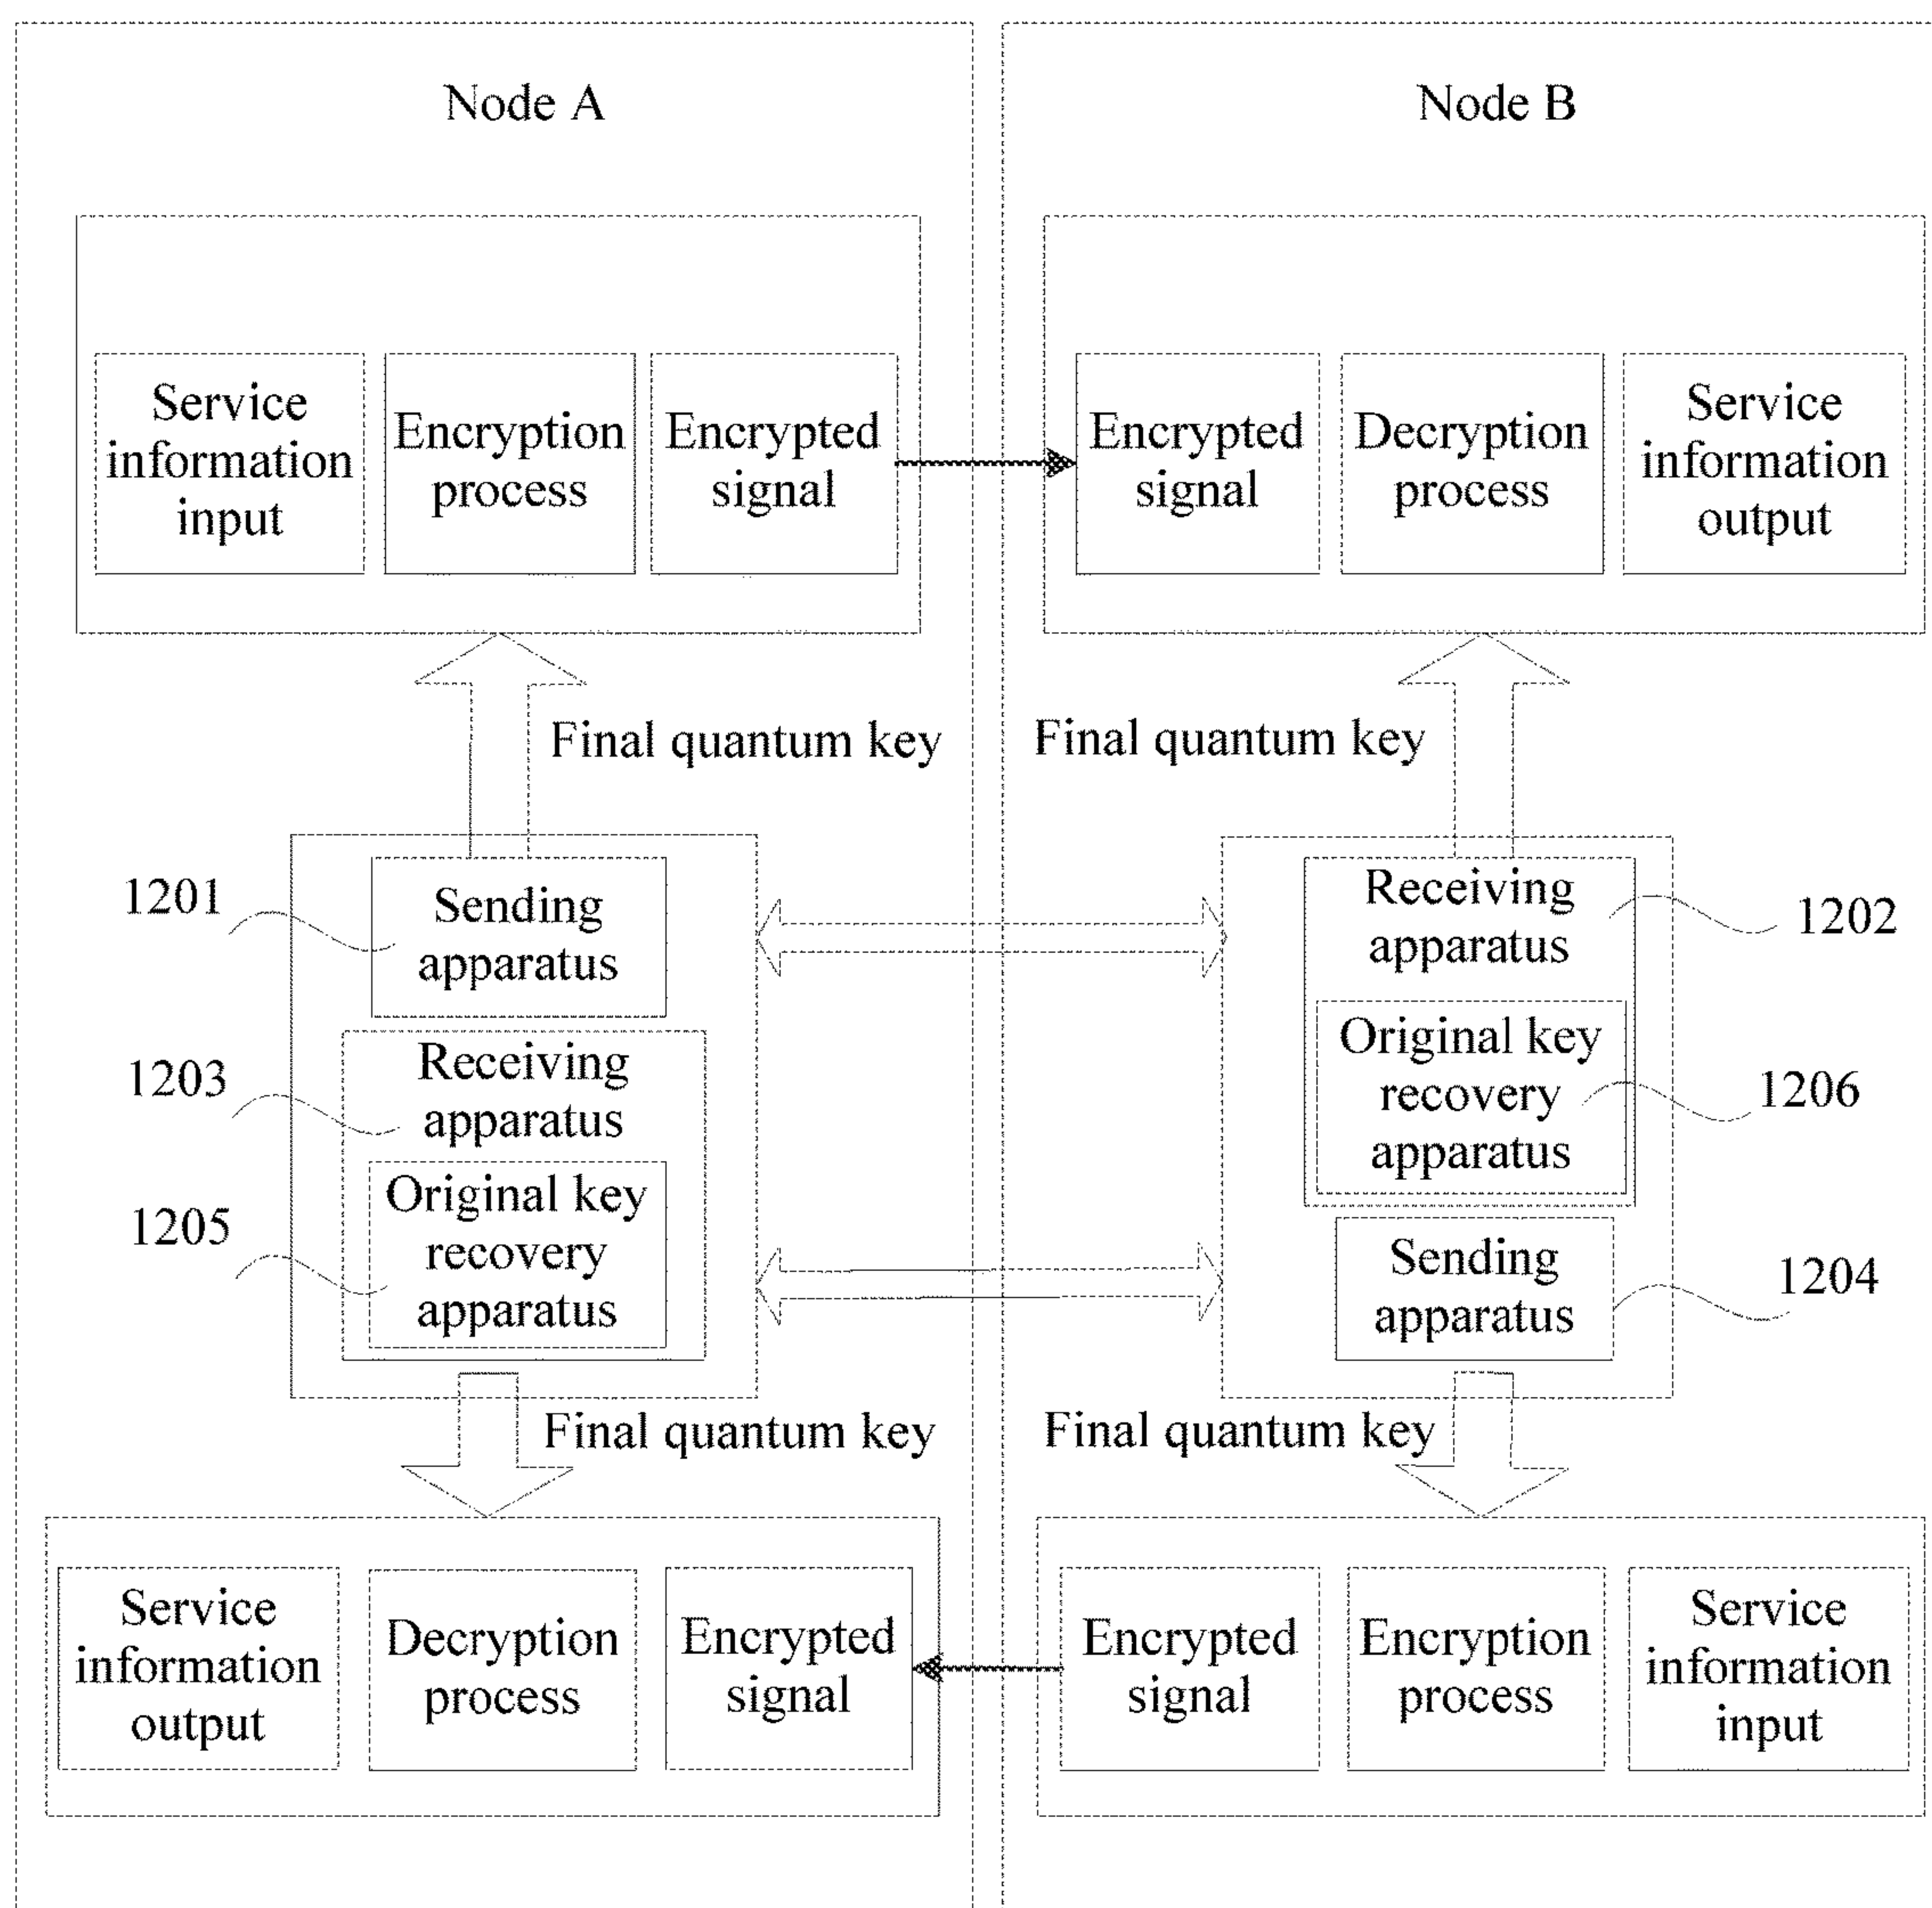 Node A
Node B
Service
information
input
Encryption
process
Encrypted
signal
Encrypted
signal
Decryption
process
Service
information
output
Final quantum key
Final quantum key
1201
Sending
apparatus
1203
Receiving
apparatus
1205
Original key
recovery
apparatus
Receiving
apparatus
1202
Original key
recovery
apparatus
1206
Sending
apparatus
1204
Final quantum key
Final quantum key
Service
information
output
Decryption
process
Encrypted
signal
Encrypted
signal
Encryption
process
Service
information
input